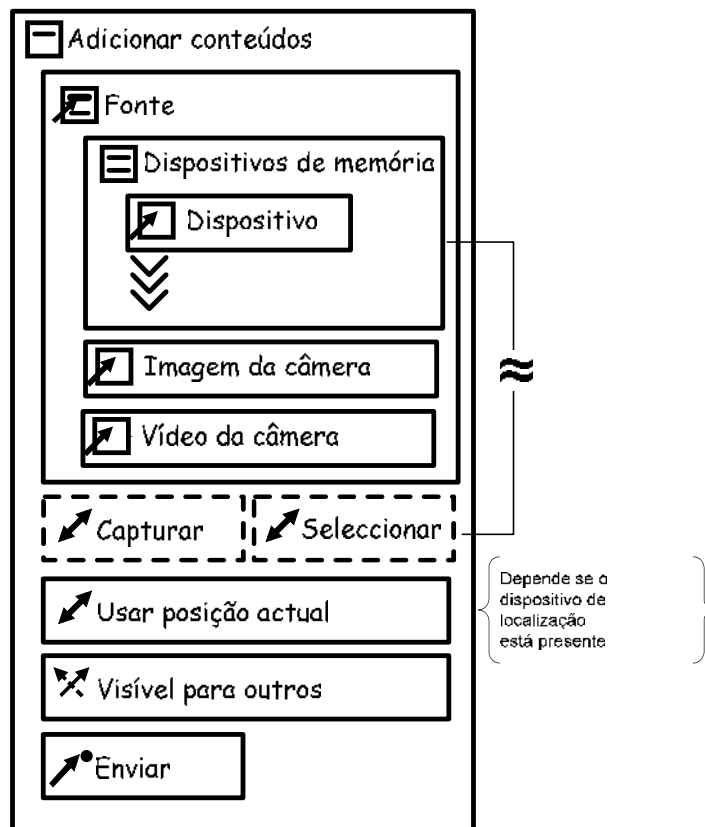 Adicionar conteúdos
Fonte
Dispositivos de memória
Dispositivo
Imagem da câmera
Vídeo da câmera
Capturar
Seleccionar
Depende se o
dispositivo de
localização
está presente
Usar posição actual
Visível para outros
Enviar